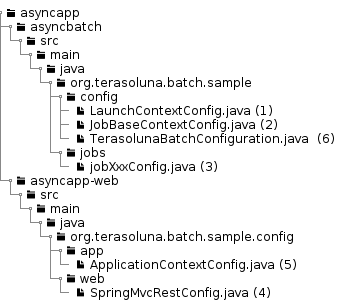 asyncapp
asyncbatch
src
main
java
org.terasoluna.batch.sample
config
LaunchContextConfig.java (1)
JobBaseContextConfig.java (2)
TerasolunaBatchConfiguration.java (6)
jobs
jobXxxConfig.java (3)
asyncapp-web
src
main
java
org.terasoluna.batch.sample.config
app
ApplicationContextConfig.java (5)
web
SpringMvcRestConfig.java (4)